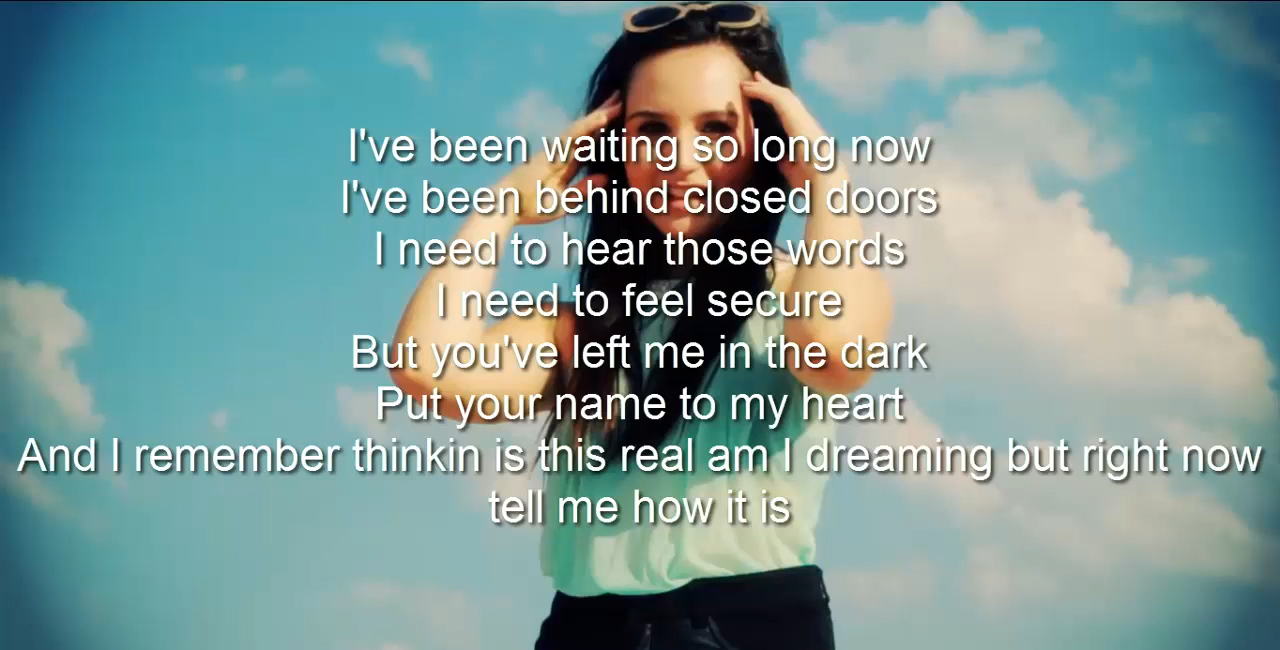 I've been waiting so long now
I've been behind closed doors
I need to hear those words
I need to feel secure
But you've left me in the dark
Put your name to my heart
And I remember thinkin is this real am I dreaming but right now
tell me how it is